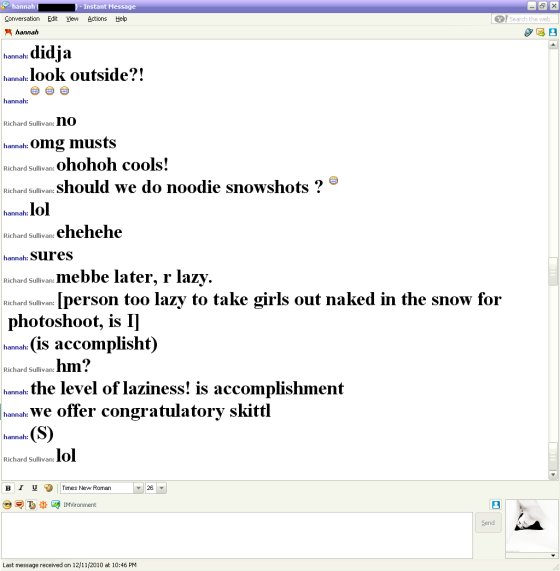 hannah ( ) - Instant Message
Conversation Edit View Actions Help
Y! Search the web
hannah
hannah: didja
hannah: look outside?!
hannah:
Richard Sullivan: no
hannah: omg musts
Richard Sullivan: ohohoh cools!
Richard Sullivan: should we do noodie snowshots ?
hannah: lol
Richard Sullivan: ehehehe
hannah: sures
Richard Sullivan: mebbe later, r lazy.
Richard Sullivan: [person too lazy to take girls out naked in the snow for
photoshoot, is I]
hannah: (is accomplisht)
Richard Sullivan: hm?
hannah: the level of laziness! is accomplishment
hannah: we offer congratulatory skittl
hannah: (S)
Richard Sullivan: lol
B I U Times New Roman 26
IMVironment
Send
Last message received on 12/11/2010 at 10:46 PM